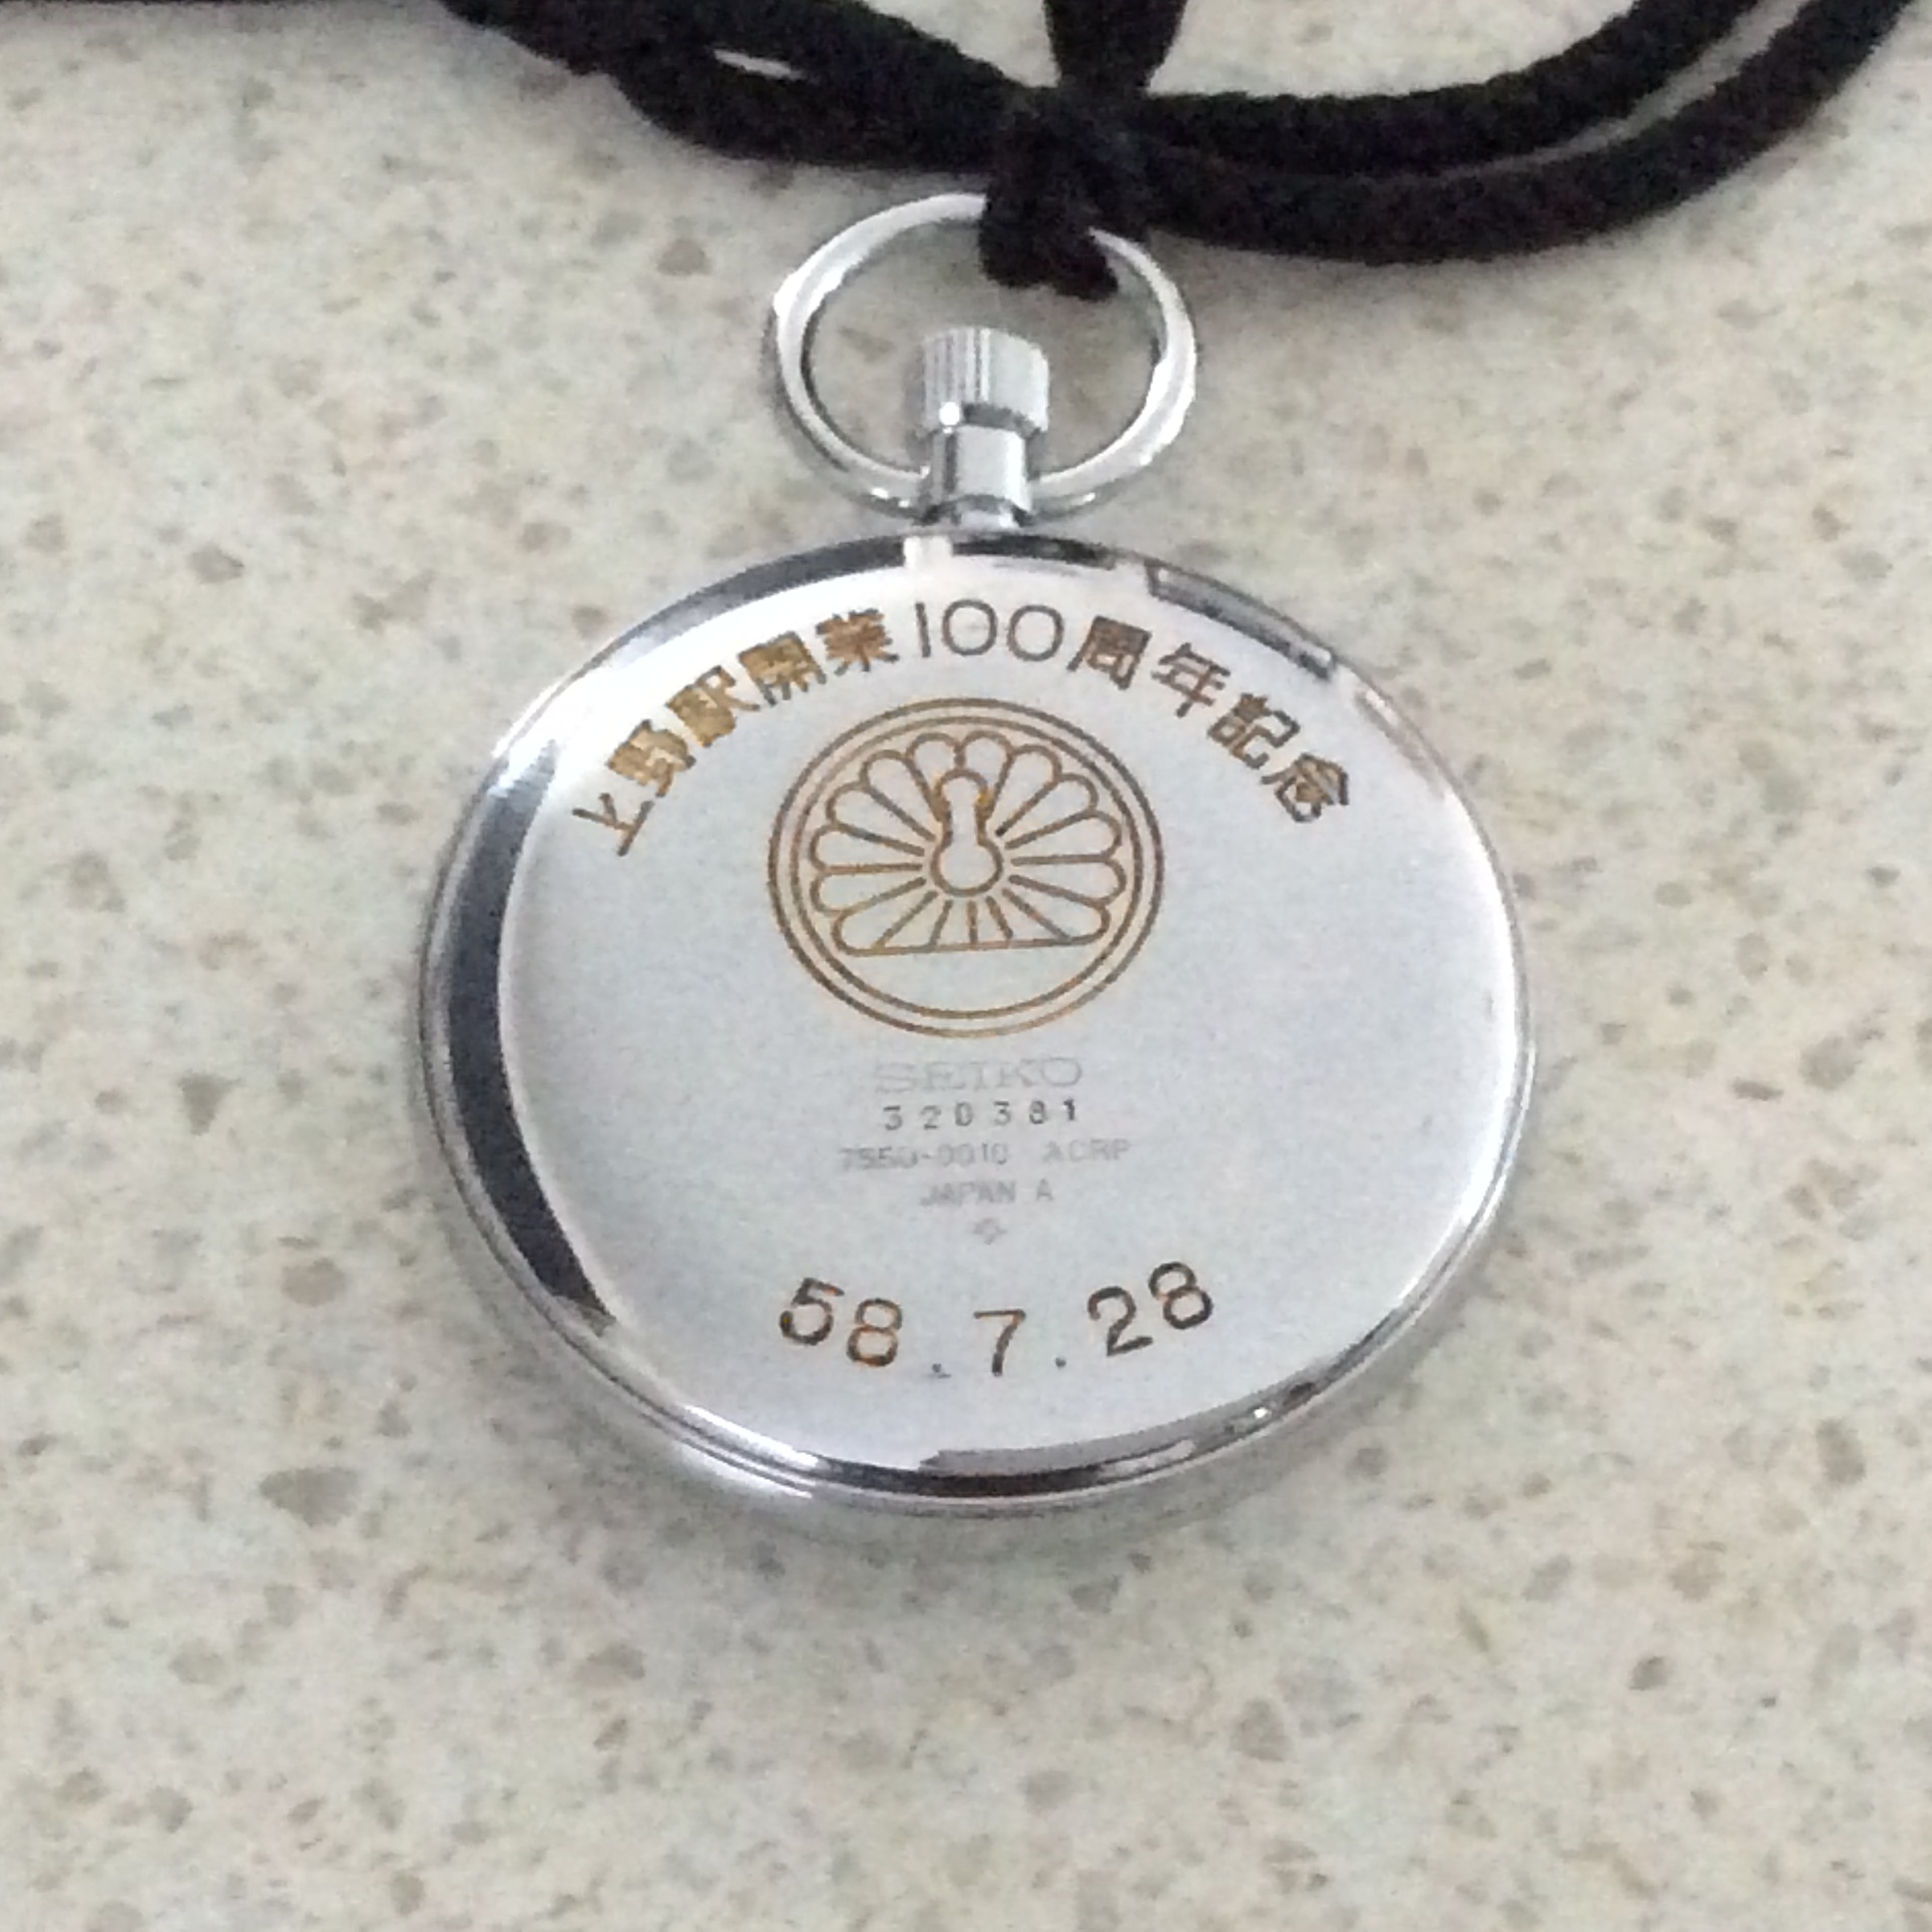 上野駅開業100周年記念
SEIKO
320381
7550-0010 ACRP
JAPAN A
58.7.28